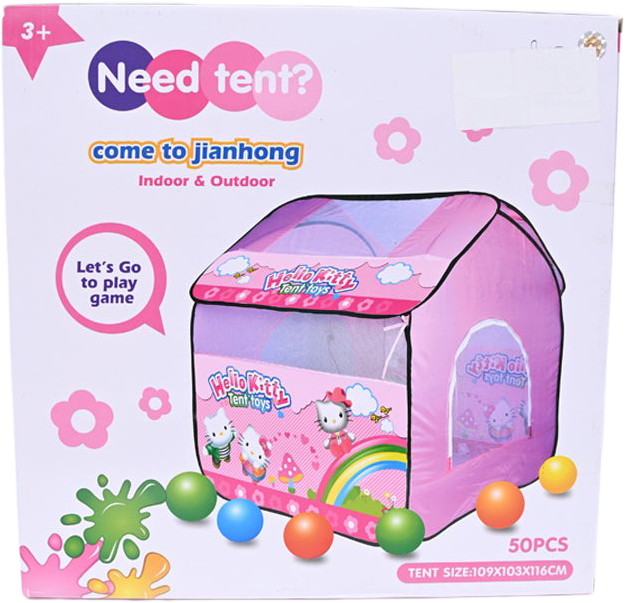 3+
Need tent?
come to jianhong
Indoor & Outdoor
Let's Go
to play
game
Hello Kitty
Tent toys
Hello Kitty
Tent toys
50PCS
TENT SIZE:109X103X116CM